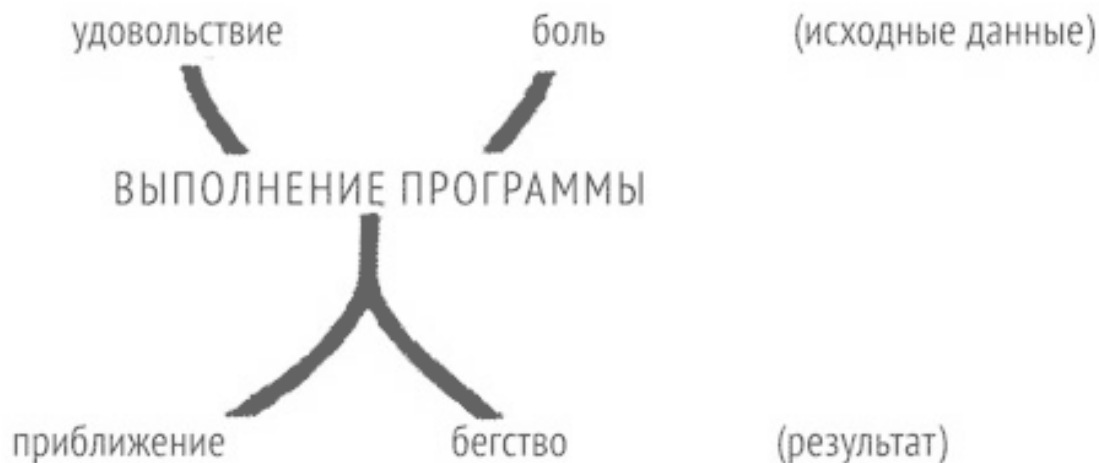 удовольствие боль (исходные данные)
ВЫПОЛНЕНИЕ ПРОГРАММЫ
приближение бегство (результат)